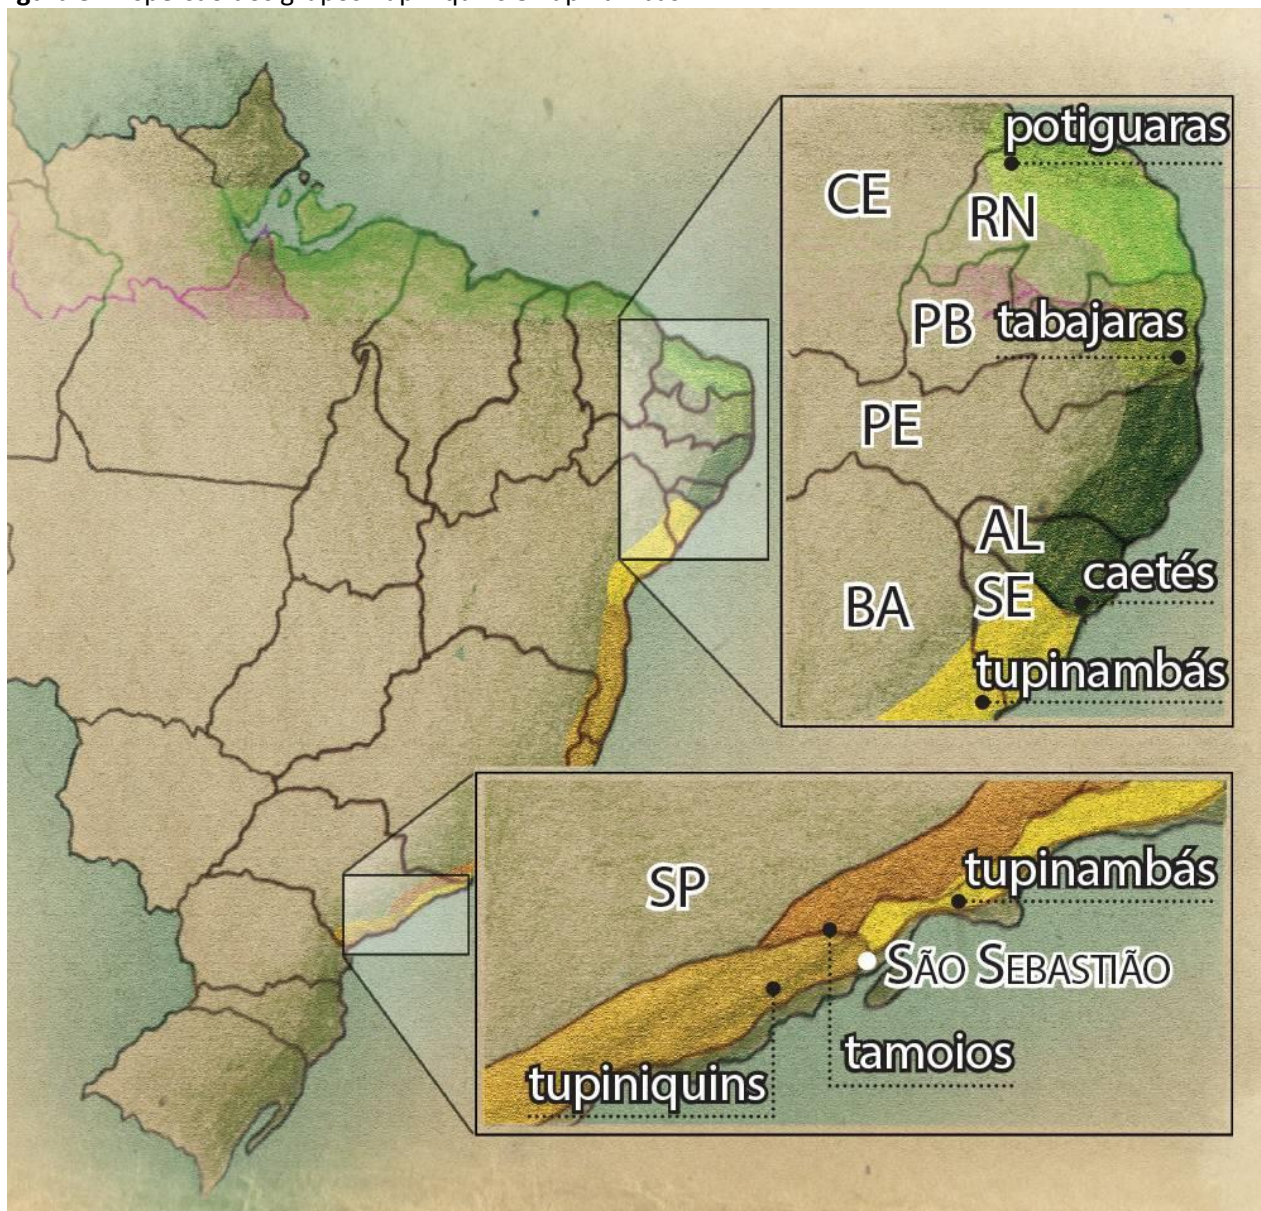 potiguaras
CE
RN
PB
tabajaras
PE
AL
caetés
SE
BA
tupinambás
SP
tupinambás
SÃO SEBASTIÃO
tamoios
tupiniquins